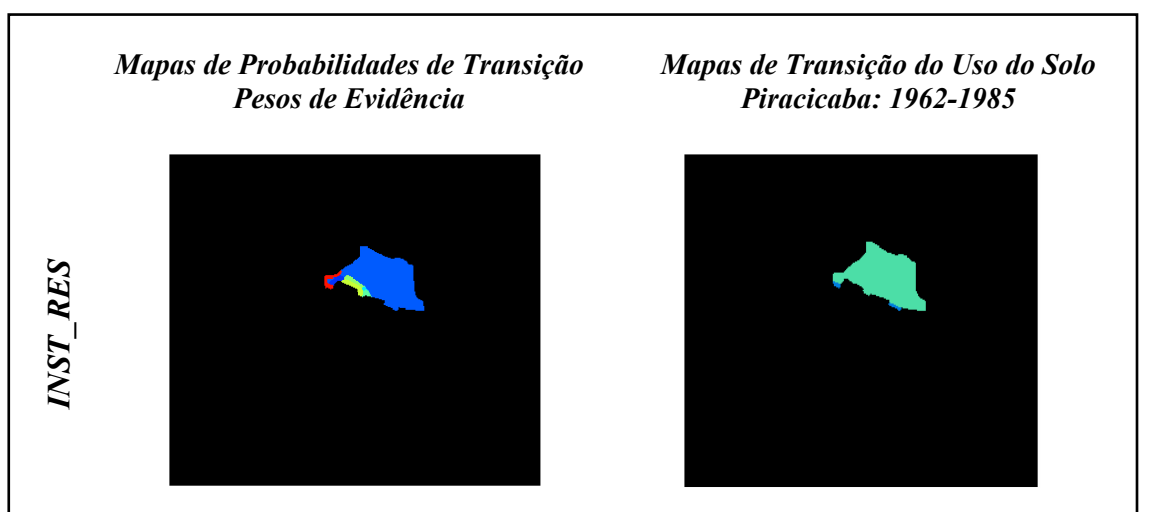 Mapas de Probabilidades de Transição
Pesos de Evidência
Mapas de Transição do Uso do Solo
Piracicaba: 1962-1985
INST_RES